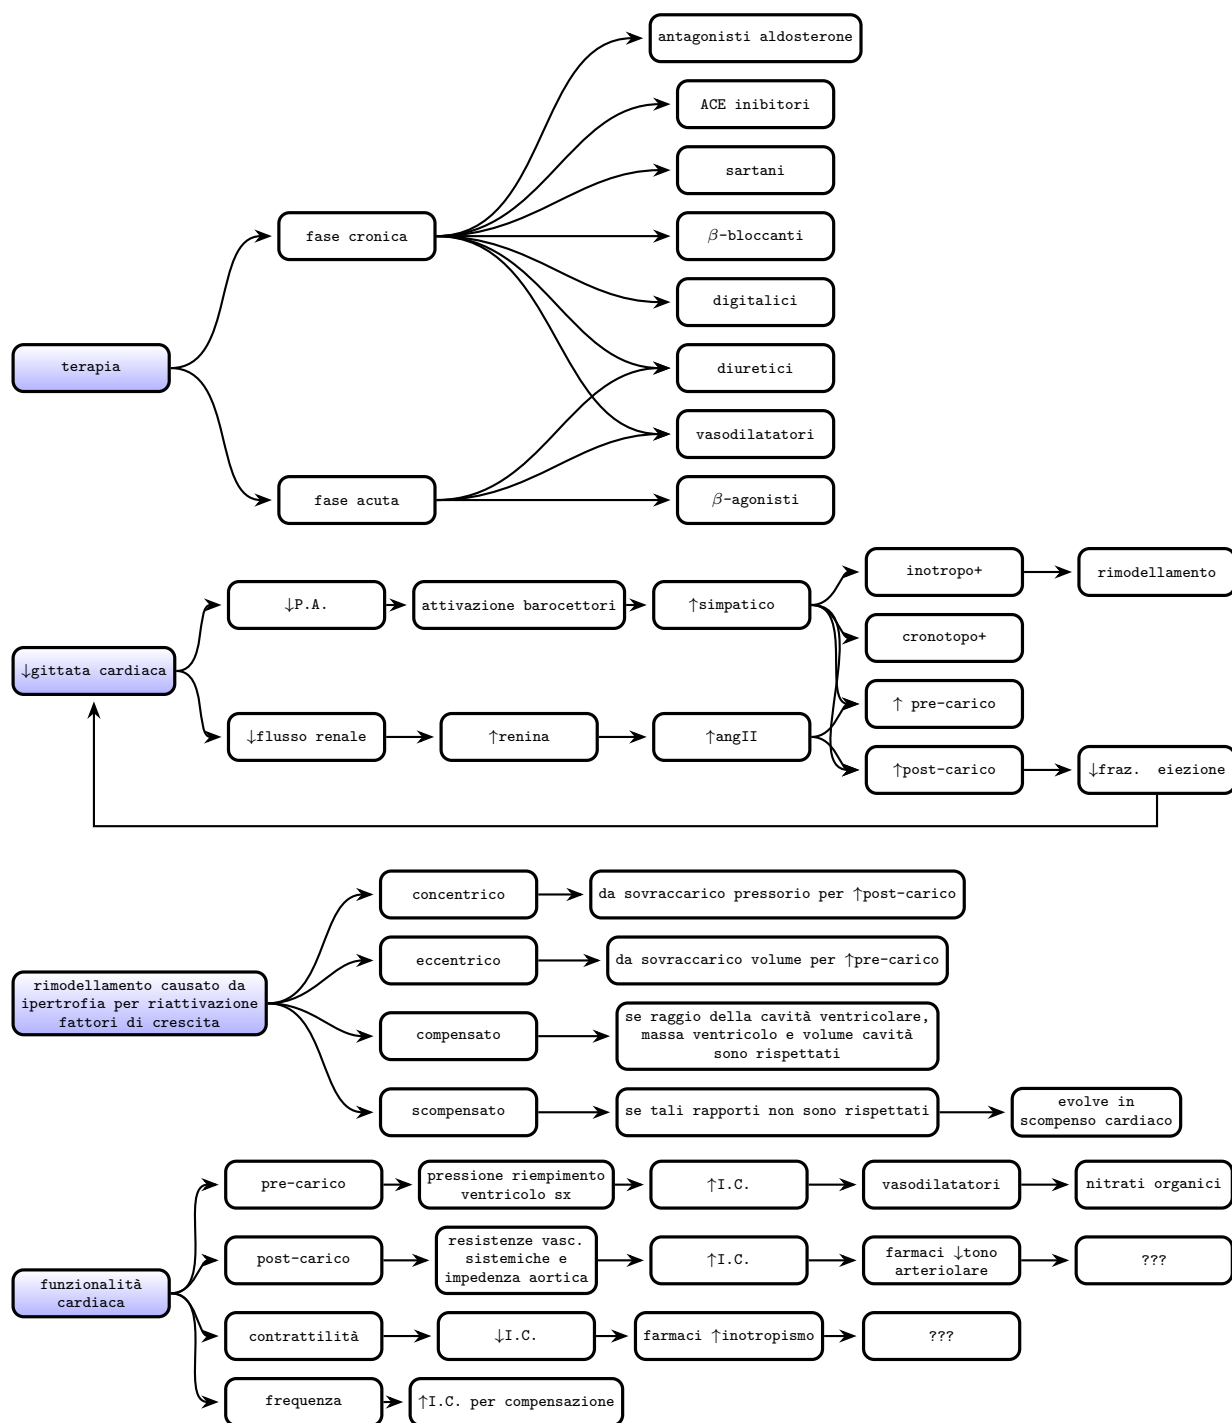 antagonisti aldosterone
ACE inibitori
sartani
fase cronica
β-bloccanti
digitalici
terapia
diuretici
vasodilatatori
fase acuta
β-agonisti
inotropo+
rimodellamento
↓P.A.
attivazione barocettori
↑simpatico
cronotopo+
↓gittata cardiaca
↑ pre-carico
↓flusso renale
↑renina
↑angII
↑post-carico
↓fraz. eiezione
concentrico
da sovraccarico pressorio per ↑post-carico
eccentrico
da sovraccarico volume per ↑pre-carico
rimodellamento causato da
ipertrofia per riattivazione
fattori di crescita
compensato
se raggio della cavità ventricolare,
massa ventricolo e volume cavità
sono rispettati
scompensato
se tali rapporti non sono rispettati
evolve in
scompenso cardiaco
pre-carico
pressione riempimento
ventricolo sx
↑I.C.
vasodilatatori
nitrati organici
post-carico
resistenze vasc.
sistemiche e
impedenza aortica
↑I.C.
farmaci ↓tono
arteriolare
???
funzionalità
cardiaca
contrattilità
↓I.C.
farmaci ↑inotropismo
???
frequenza
↑I.C. per compensazione